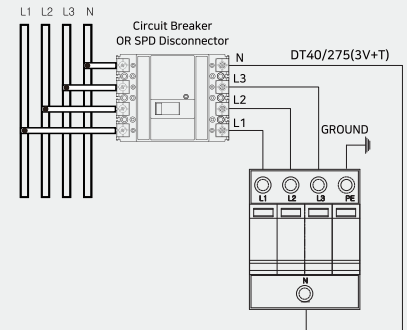 L1 L2 L3 N
Circuit Breaker
OR SPD Disconnector
N
DT40/275(3V+T)
L3
L2
L1
GROUND
L1 L2 L3 PE
N